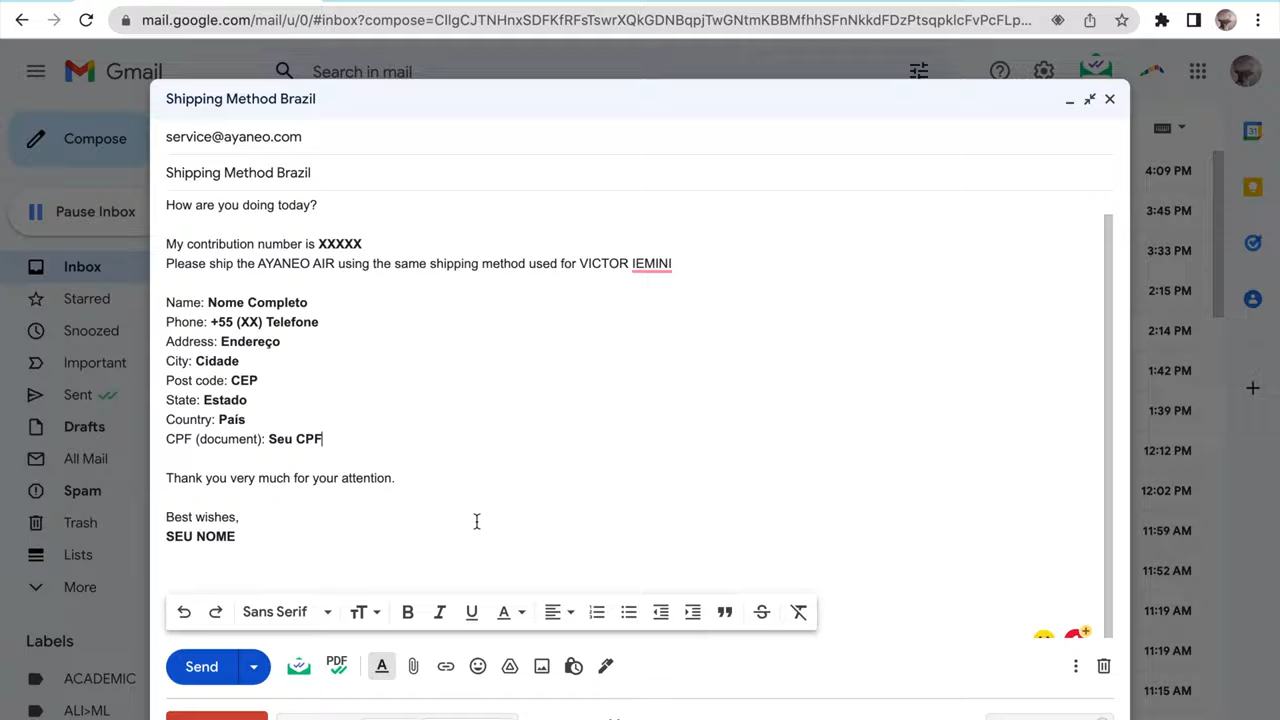 mail.google.com/mail/u/0/#inbox?compose=CllgCJTNHnxSDFKfRFsTswrXQkGDNBqpjTwGNtmKBBMfhhSFnNkkdFDzPtsqpklcFvPcFLp...
Gmail
Search in mail
Compose
Pause Inbox
Inbox
Starred
Snoozed
Important
Sent
Drafts
All Mail
Spam
Trash
Lists
More
Labels
ACADEMIC
ALI>ML
Shipping Method Brazil
service@ayaneo.com
Shipping Method Brazil
How are you doing today?
My contribution number is XXXXX
Please ship the AYANEO AIR using the same shipping method used for VICTOR IEMINI
Name: Nome Completo
Phone: +55 (XX) Telefone
Address: Endereço
City: Cidade
Post code: CEP
State: Estado
Country: País
CPF (document): Seu CPF
Thank you very much for your attention.
Best wishes,
SEU NOME
Sans Serif
Send
PDF
4:09 PM
3:45 PM
3:33 PM
2:15 PM
2:14 PM
1:42 PM
1:39 PM
12:12 PM
12:02 PM
11:59 AM
11:52 AM
11:19 AM
11:19 AM
11:15 AM
31